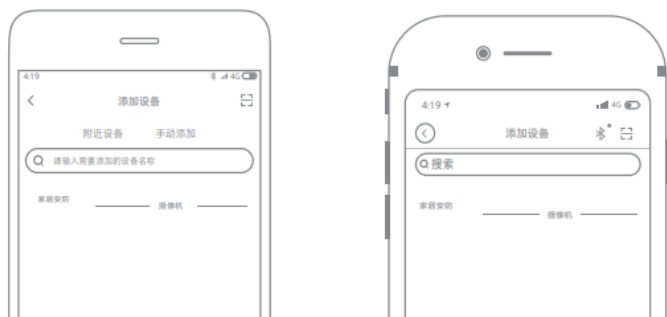 4:19 4G
添加设备
附近设备 手动添加
请输入需要添加的设备名称
家居安防
摄像机
4:19 4G
添加设备
搜索
家居安防
摄像机